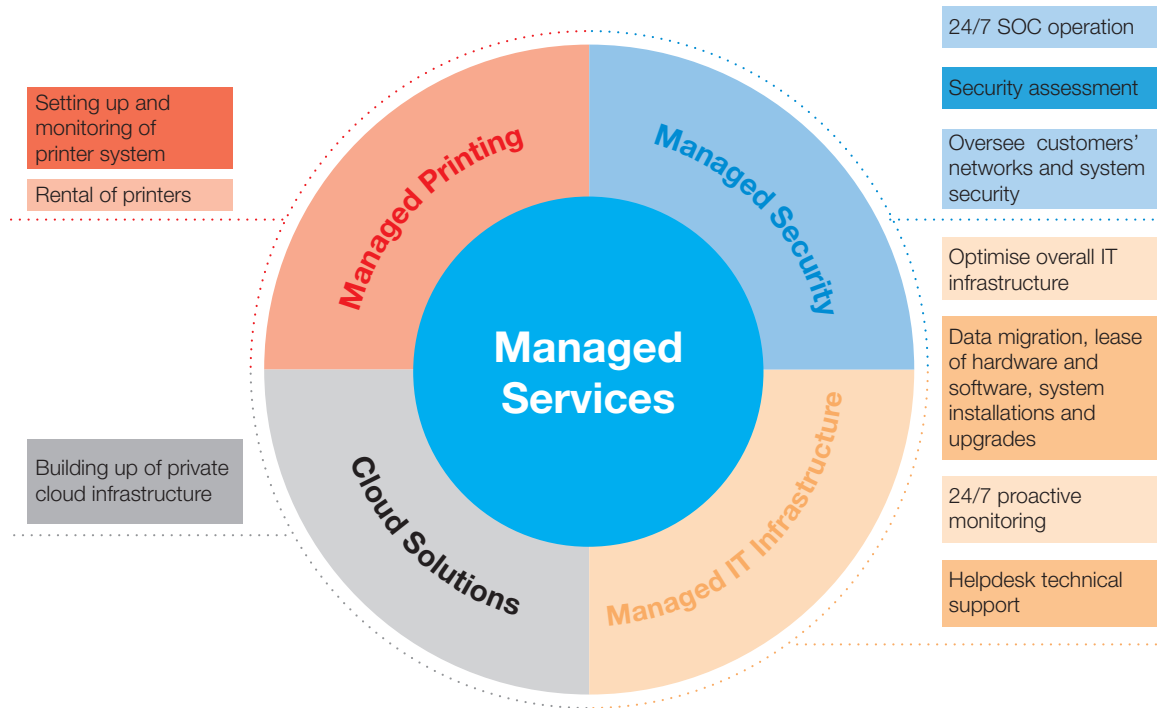 Setting up and
monitoring of
printer system
Rental of printers
Building up of private
cloud infrastructure
Managed Printing
Managed Security
Managed
Services
Cloud Solutions
Managed IT Infrastructure
24/7 SOC operation
Security assessment
Oversee customers’
networks and system
security
Optimise overall IT
infrastructure
Data migration, lease
of hardware and
software, system
installations and
upgrades
24/7 proactive
monitoring
Helpdesk technical
support